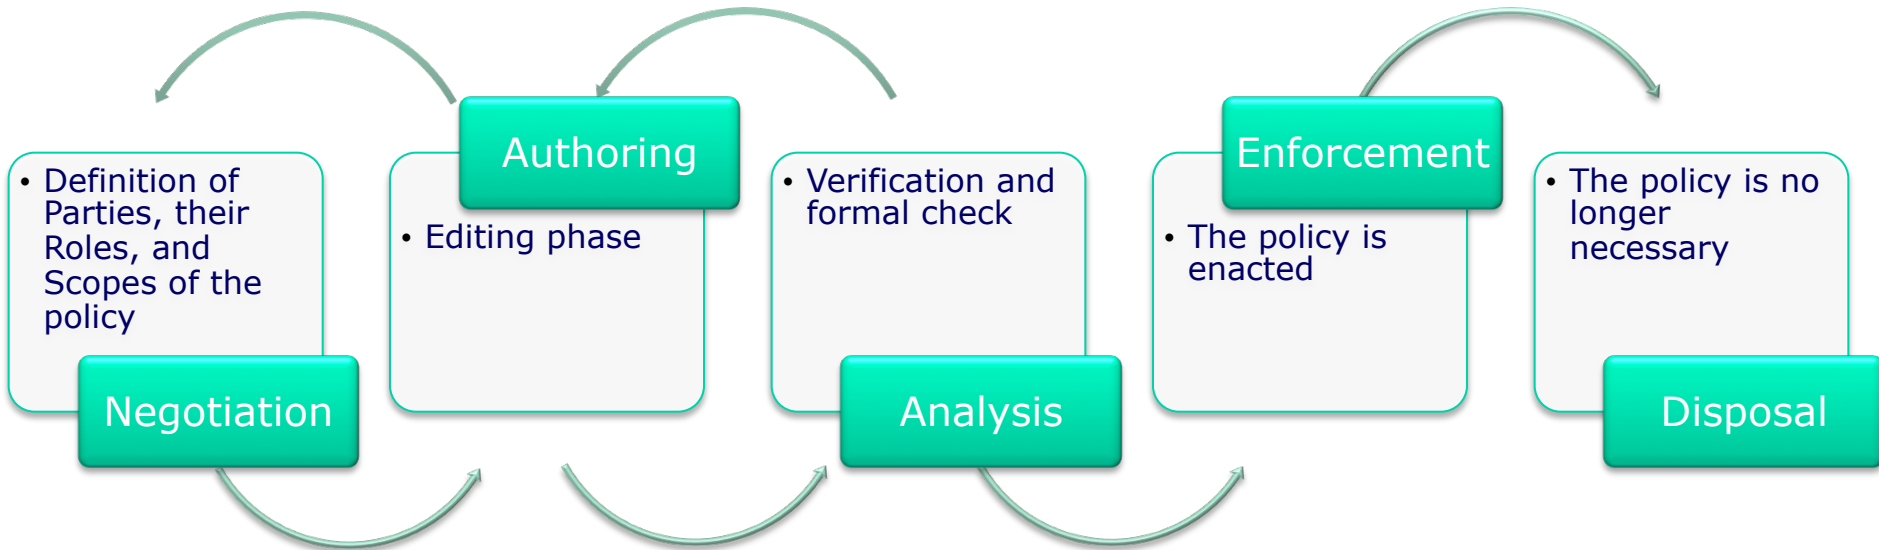 • Definition of
Parties, their
Roles, and
Scopes of the
policy
Negotiation
Authoring
• Editing phase
• Verification and
formal check
Analysis
Enforcement
• The policy is
enacted
• The policy is no
longer
necessary
Disposal